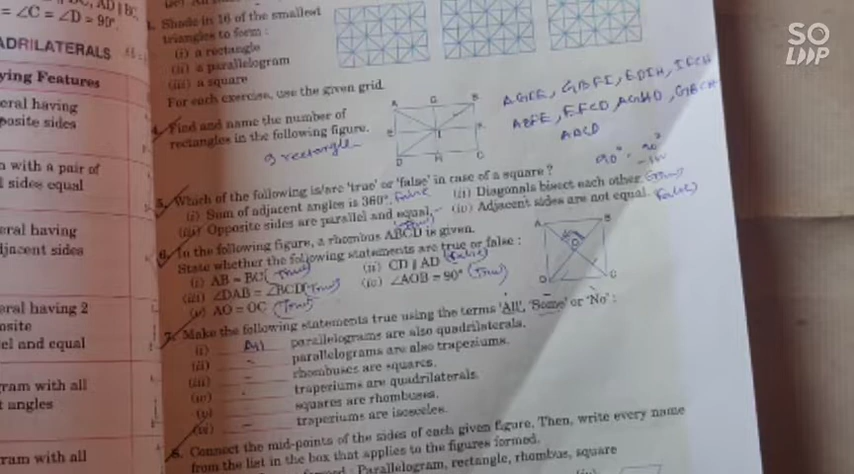 = ∠C = ∠D = 90°.
ADRILATERALS
ying Features
eral having
posite sides
with a pair of
sides equal
eral having
djacent sides
eral having 2
posite
el and equal
ram with all
t angles
ram with all
Shade in 16 of the smallest
triangles to form :
(i) a rectangle
(ii) a parallelogram
(iii) a square
For each exercise, use the given grid.
4. Find and name the number of
rectangles in the following figure.
9 rectangle
A G B
E I F
D H C
ABCD
5. Which of the following is/are 'true' or 'false' in case of a square ?
(i) Sum of adjacent angles is 360°. False
(ii) Diagonals bisect each other. (True)
(iii) Opposite sides are parallel and equal. (True)
(iv) Adjacent sides are not equal. (False)
6. In the following figure, a rhombus ABCD is given.
State whether the following statements are true or false :
(i) AB = BC (True)
(ii) CD ∥ AD (False)
(iii) ∠DAB = ∠BCD (True)
(iv) ∠AOB = 90° (True)
(v) AO = OC (True)
A B
O
D C
7. Make the following statements true using the terms 'All', 'Some' or 'No' :
(i) All parallelograms are also quadrilaterals.
(ii) parallelograms are also trapeziums.
(iii) rhombuses are squares.
(iv) trapeziums are quadrilaterals.
(v) squares are rhombuses.
(vi) trapeziums are isosceles.
8. Connect the mid-points of the sides of each given figure. Then, write every name
from the list in the box that applies to the figures formed.
Parallelogram, rectangle, rhombus, square
SO
LOOP